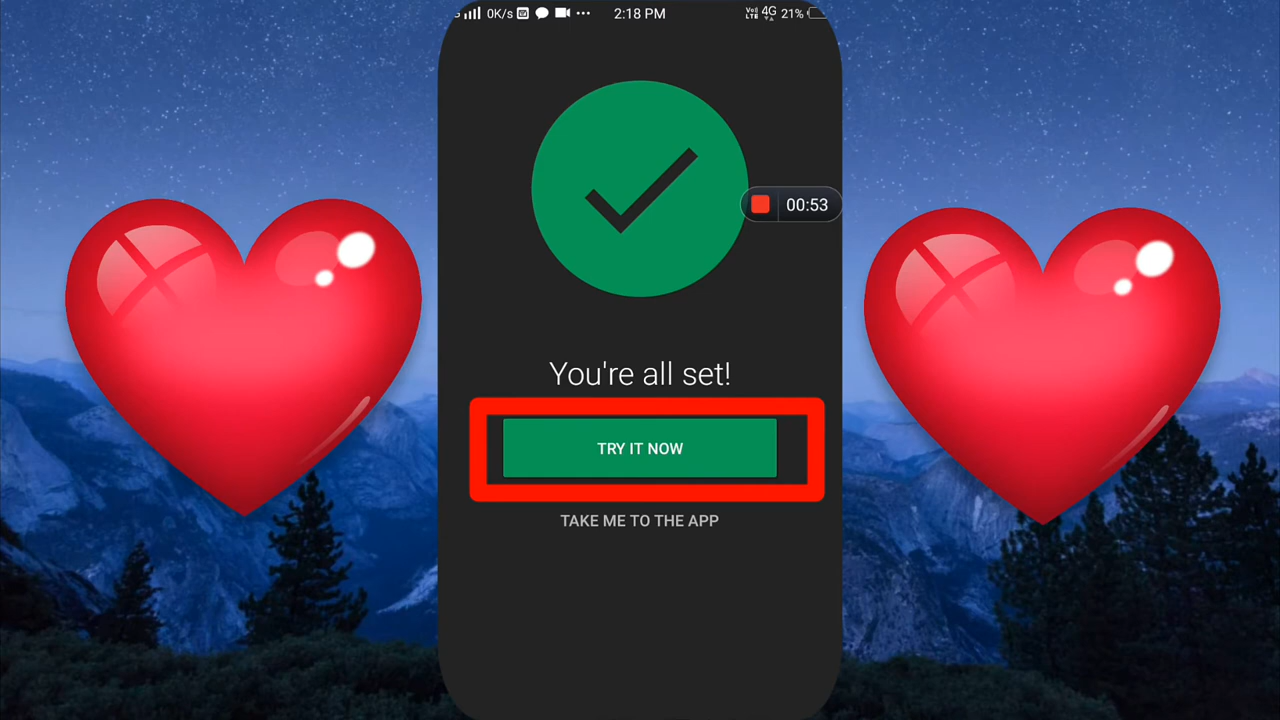 0K/s 2:18 PM VoLTE 4G 21%
00:53
You're all set!
TRY IT NOW
TAKE ME TO THE APP